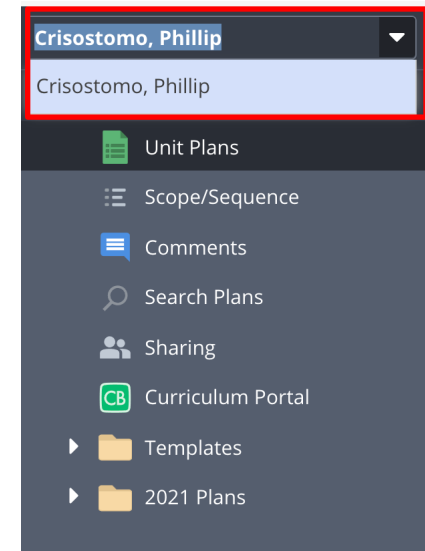 Crisostomo, Phillip
Crisostomo, Phillip
Unit Plans
Scope/Sequence
Comments
Search Plans
Sharing
CB Curriculum Portal
Templates
2021 Plans